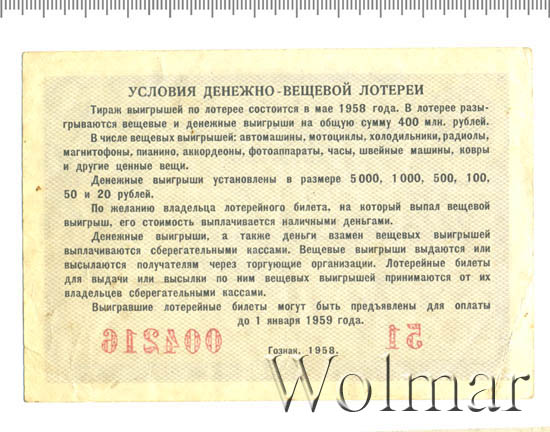 УСЛОВИЯ ДЕНЕЖНО-ВЕЩЕВОЙ ЛОТЕРЕИ
Тираж выигрышей по лотерее состоится в мае 1958 года. В лотерее разы-
грываются вещевые и денежные выигрыши на общую сумму 400 млн. рублей.
В числе вещевых выигрышей: автомашины, мотоциклы, холодильники, радиолы,
магнитофоны, пианино, аккордеоны, фотоаппараты, часы, швейные машины, ковры
и другие ценные вещи.
Денежные выигрыши установлены в размере 5000, 1000, 500, 100,
50 и 20 рублей.
По желанию владельца лотерейного билета, на который выпал вещевой
выигрыш, его стоимость выплачивается наличными деньгами.
Денежные выигрыши, а также деньги взамен вещевых выигрышей
выплачиваются сберегательными кассами. Вещевые выигрыши выдаются или
высылаются получателям через торгующие организации. Лотерейные билеты
для выдачи или высылки по ним вещевых выигрышей принимаются от их
владельцев сберегательными кассами.
Выигравшие лотерейные билеты могут быть предъявлены для оплаты
до 1 января 1959 года.
004216 51
Гознак. 1958.
Wolmar